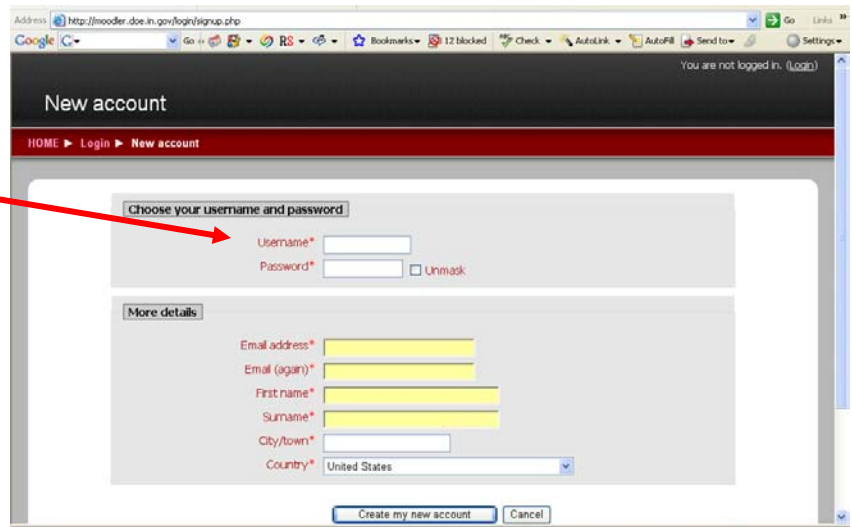 Address http://moodler.doe.in.gov/login/signup.php Go Links »
Google G Go RS Bookmarks 12 blocked Check AutoLink AutoFill Send to Settings
You are not logged in. (Login)
New account
HOME ► Login ► New account
Choose your username and password
Username*
Password* Unmask
More details
Email address*
Email (again)*
First name*
Surname*
City/town*
Country* United States
Create my new account Cancel